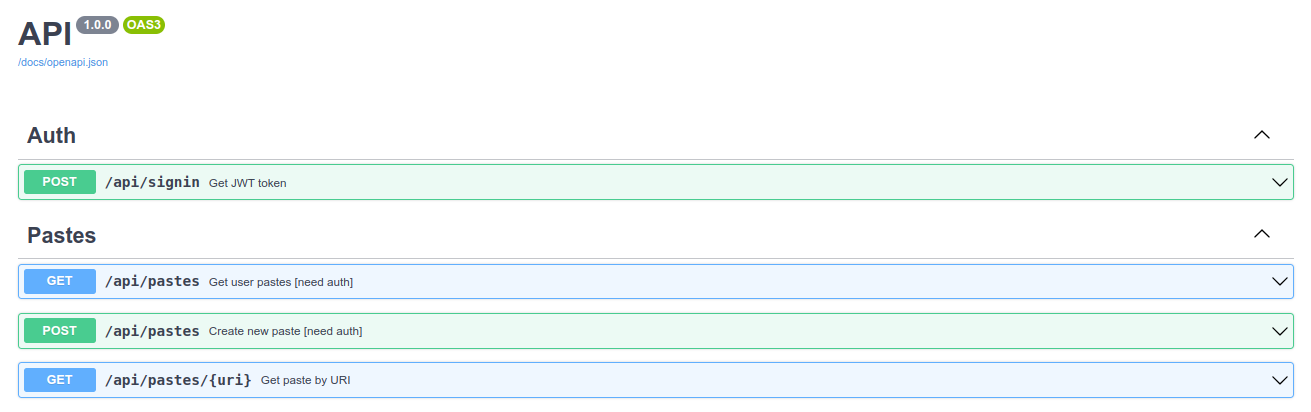 API 1.0.0 OAS3
/docs/openapi.json
Auth
POST /api/signin Get JWT token
Pastes
GET /api/pastes Get user pastes [need auth]
POST /api/pastes Create new paste [need auth]
GET /api/pastes/{uri} Get paste by URI